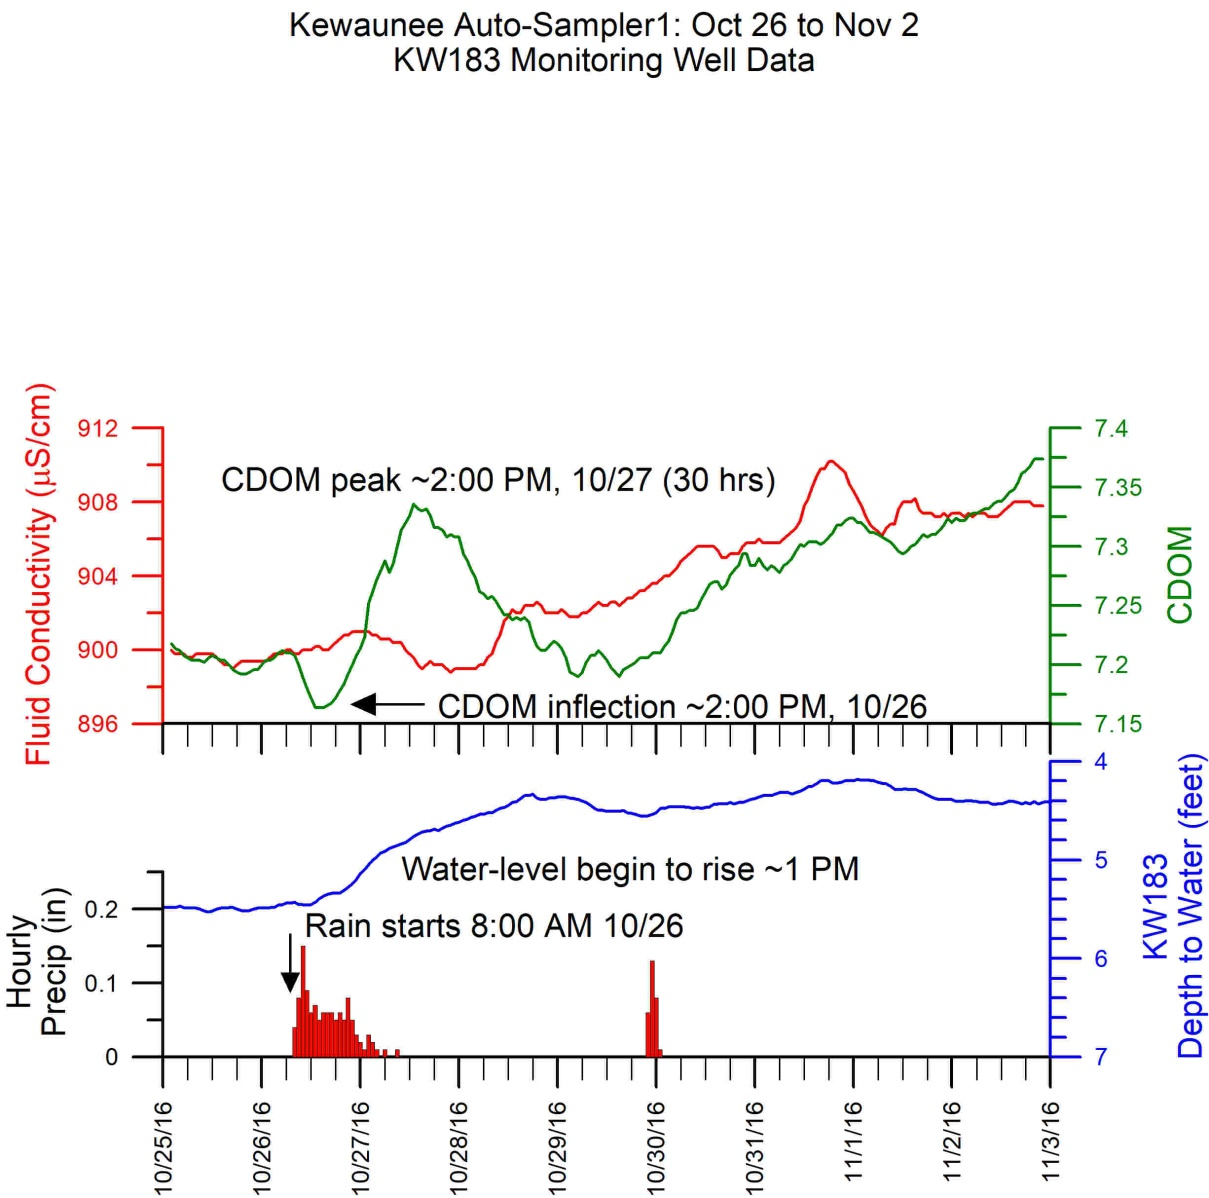 Kewaunee Auto-Sampler1: Oct 26 to Nov 2
KW183 Monitoring Well Data
Fluid Conductivity (µS/cm)
912
908
904
900
896
CDOM peak ~2:00 PM, 10/27 (30 hrs)
CDOM inflection ~2:00 PM, 10/26
7.4
7.35
7.3
7.25
7.2
7.15
CDOM
Hourly
Precip (in)
0.2
0.1
0
Water-level begin to rise ~1 PM
Rain starts 8:00 AM 10/26
4
5
6
7
KW183
Depth to Water (feet)
10/25/16
10/26/16
10/27/16
10/28/16
10/29/16
10/30/16
10/31/16
11/1/16
11/2/16
11/3/16